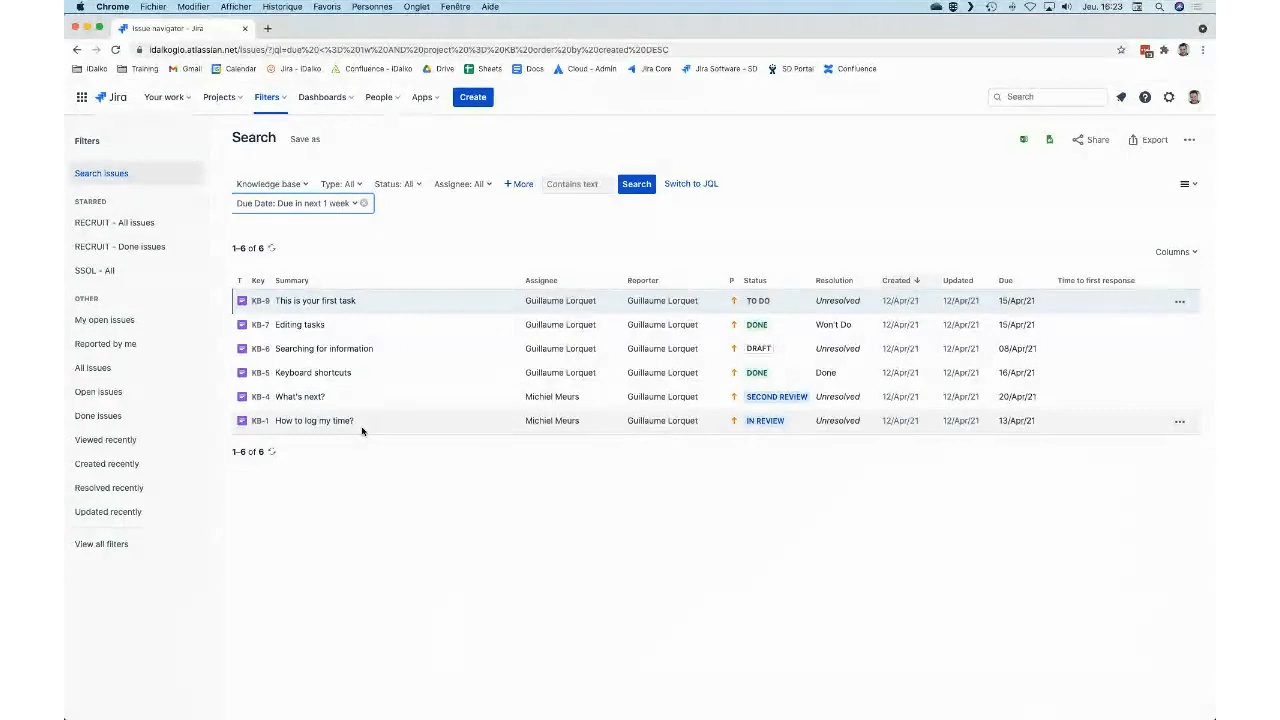 Chrome Fichier Modifier Afficher Historique Favoris Personnes Onglet Fenêtre Aide Jeu. 16:23
Issue navigator - Jira
idalkogio.atlassian.net/issues/?jql=due%20<%3D%201w%20AND%20project%20%3D%20KB%20order%20by%20created%20DESC
iDalko Training Gmail Calendar Jira - iDalko Confluence - iDalko Drive Sheets Docs Cloud - Admin Jira Core Jira Software - SD SD Portal Confluence
Jira Your work Projects Filters Dashboards People Apps Create Search
Filters
Search issues
STARRED
RECRUIT - All issues
RECRUIT - Done issues
SSOL - All
OTHER
My open issues
Reported by me
All issues
Open issues
Done issues
Viewed recently
Created recently
Resolved recently
Updated recently
View all filters
Search Save as Share Export
Knowledge base Type: All Status: All Assignee: All + More Contains text Search Switch to JQL
Due Date: Due in next 1 week
1-6 of 6
Columns
T Key Summary Assignee Reporter P Status Resolution Created Updated Due Time to first response
KB-9 This is your first task Guillaume Lorquet Guillaume Lorquet TO DO Unresolved 12/Apr/21 12/Apr/21 15/Apr/21
KB-7 Editing tasks Guillaume Lorquet Guillaume Lorquet DONE Won't Do 12/Apr/21 12/Apr/21 15/Apr/21
KB-6 Searching for information Guillaume Lorquet Guillaume Lorquet DRAFT Unresolved 12/Apr/21 12/Apr/21 08/Apr/21
KB-5 Keyboard shortcuts Guillaume Lorquet Guillaume Lorquet DONE Done 12/Apr/21 12/Apr/21 16/Apr/21
KB-4 What's next? Michiel Meurs Guillaume Lorquet SECOND REVIEW Unresolved 12/Apr/21 12/Apr/21 20/Apr/21
KB-1 How to log my time? Michiel Meurs Guillaume Lorquet IN REVIEW Unresolved 12/Apr/21 12/Apr/21 13/Apr/21
1-6 of 6